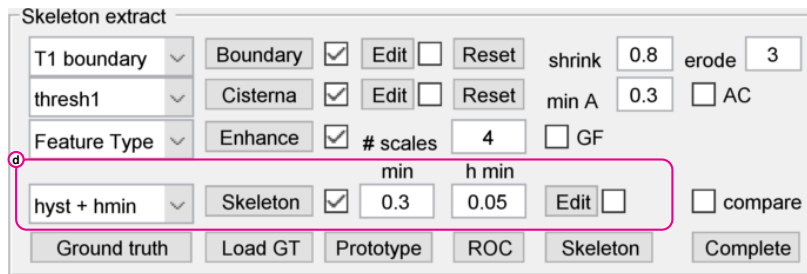 Skeleton extract
T1 boundary Boundary Edit Reset shrink 0.8 erode 3
thresh1 Cisterna Edit Reset min A 0.3 AC
Feature Type Enhance # scales 4 GF
d min h min
hyst + hmin Skeleton 0.3 0.05 Edit compare
Ground truth Load GT Prototype ROC Skeleton Complete